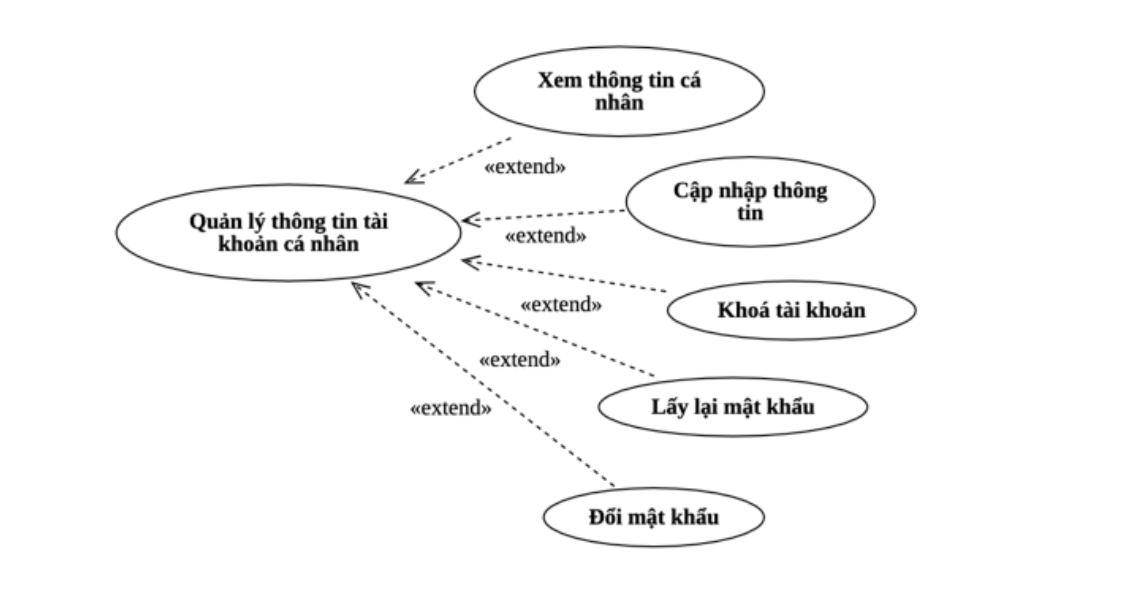 Xem thông tin cá
nhân
«extend»
Cập nhập thông
tin
Quản lý thông tin tài
khoản cá nhân
«extend»
«extend»
Khoá tài khoản
«extend»
«extend»
Lấy lại mật khẩu
Đổi mật khẩu